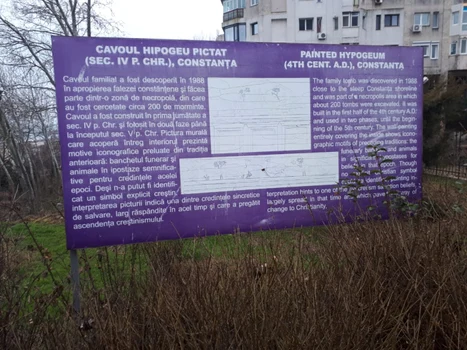 CAVOUL HIPOGEU PICTAT
(SEC. IV P. CHR.), CONSTANȚA
Cavoul familial a fost descoperit în 1988
în apropierea falezei constănțene și făcea
parte dintr-o zonă de necropolă, din care
au fost cercetate circa 200 de morminte.
Cavoul a fost construit în prima jumătate a
sec. IV p. Chr. și folosit în două faze până
la începutul sec. V p. Chr. Pictura murală
care acoperă întreg interiorul prezintă
motive iconografice preluate din tradiția
anterioară: banchetul funerar și
animale în ipostaze semnifica-
tive pentru credințele acelei
epoci. Deși n-a putut fi identifi-
cat un simbol explicit creștin,
interpretarea picturii indică una dintre credințele sincretice
de salvare, larg răspândite în acel timp și care a pregătit
ascendența creștinismului.
PAINTED HYPOGEUM
(4TH CENT. A.D.), CONSTANȚA
The family tomb was discovered in 1988
close to the steep Constanța shoreline
and was part of a necropolis area in which
about 200 tombs were excavated. It was
built in the first half of the 4th century A.D.
and used in two phases, until the begin-
ning of the 5th century. The wall-painting
entirely covering the inside shows icono-
graphic motifs of past traditions: the
funerary and animals
in significant postures for
beliefs in that epoch. Though
symbol
identified, in-
terpretation hints to one of belief,
largely spread in that time
change to Christianity.